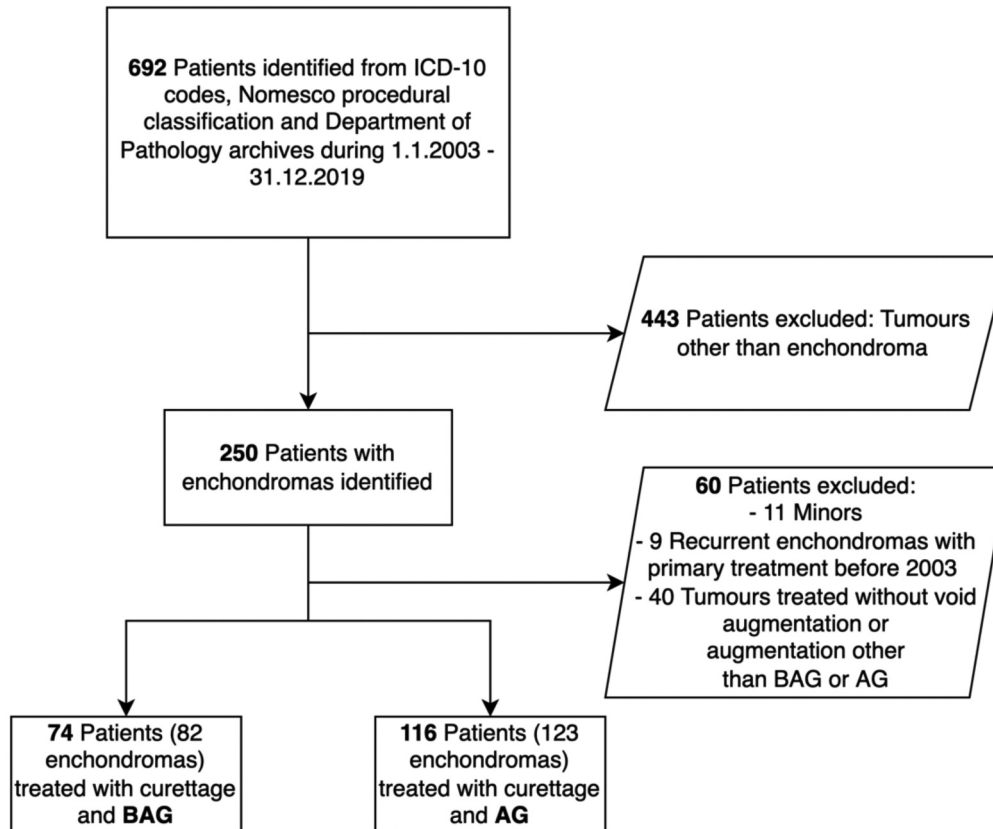 692 Patients identified from ICD-10
codes, Nomesco procedural
classification and Department of
Pathology archives during 1.1.2003 -
31.12.2019
443 Patients excluded: Tumours
other than enchondroma
250 Patients with
enchondromas identified
60 Patients excluded:
- 11 Minors
- 9 Recurrent enchondromas with
primary treatment before 2003
- 40 Tumours treated without void
augmentation or
augmentation other
than BAG or AG
74 Patients (82
enchondromas)
treated with curettage
and BAG
116 Patients (123
enchondromas)
treated with curettage
and AG